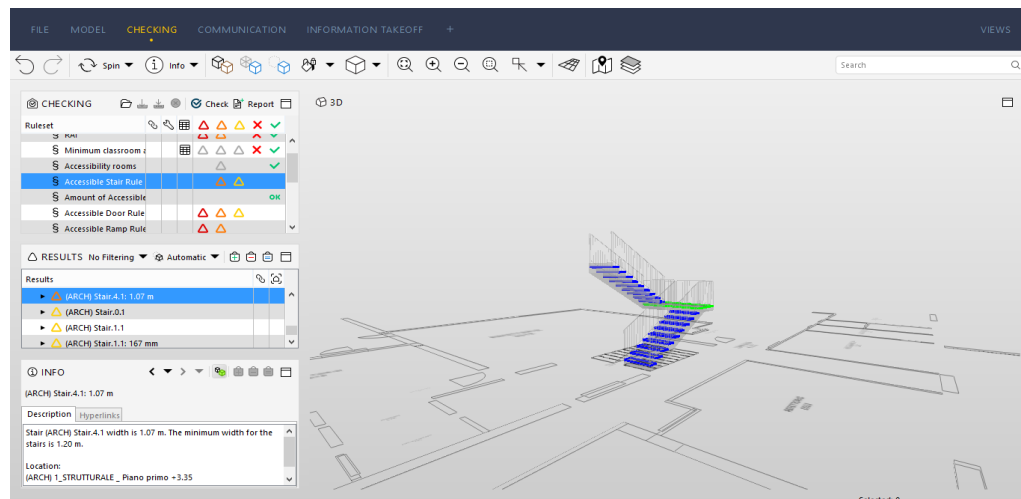 FILE MODEL CHECKING COMMUNICATION INFORMATION TAKEOFF + VIEWS
Spin Info Search
CHECKING Check Report
3D
Ruleset
§ RAI
§ Minimum classroom a
§ Accessibility rooms
§ Accessible Stair Rule
§ Amount of Accessible OK
§ Accessible Door Rule
§ Accessible Ramp Rule
RESULTS No Filtering Automatic
Results
(ARCH) Stair.4.1: 1.07 m
(ARCH) Stair.0.1
(ARCH) Stair.1.1
(ARCH) Stair.1.1: 167 mm
INFO
(ARCH) Stair.4.1: 1.07 m
Description Hyperlinks
Stair (ARCH) Stair.4.1 width is 1.07 m. The minimum width for the
stairs is 1.20 m.
Location:
(ARCH) 1_STRUTTURALE _ Piano primo +3.35